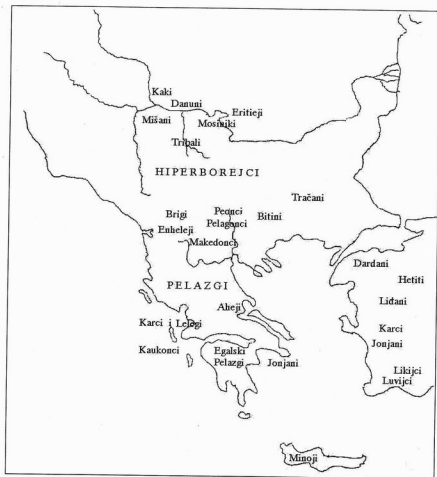 Kaki
Danuni
Eritieji
Mišani
Mosiniki
Tribali
HIPERBOREJCI
Tračani
Brigi
Peonci
Bitini
Pelagonci
Enheleji
Makedonci
Dardani
Hetiti
PELAZGI
Liđani
Aheji
Karci i Lelegi
Karci
Jonjani
Kaukonci
Egalski
Pelazgi
Jonjani
Likijci
Luvijci
Minoji